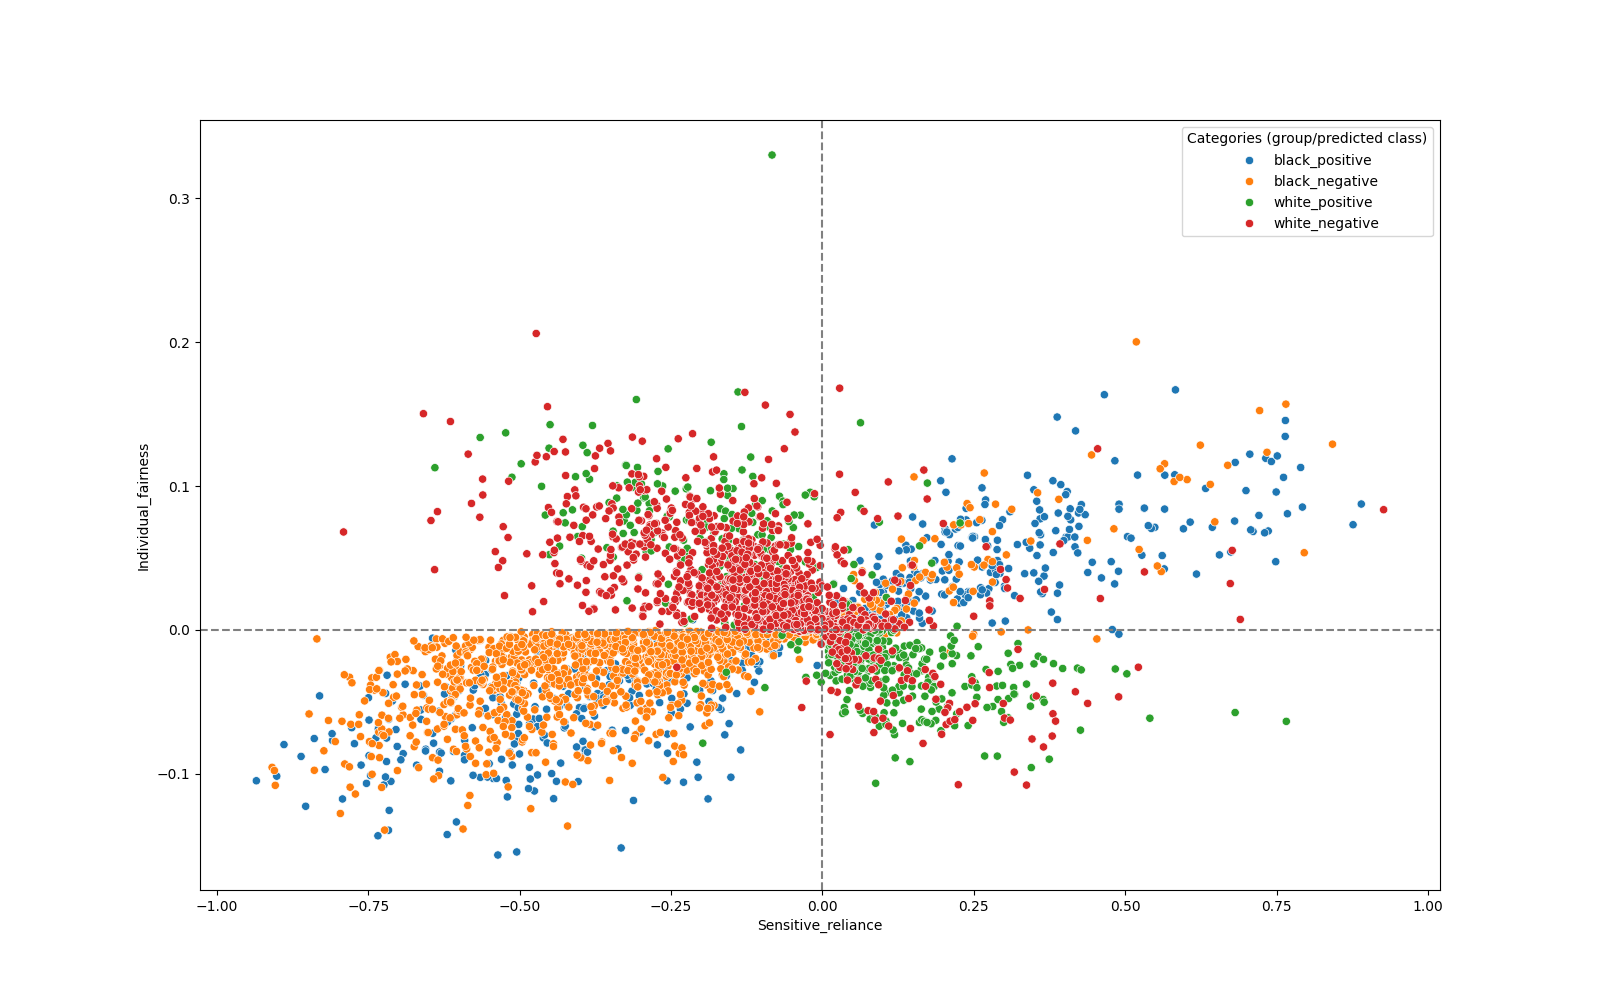 Categories (group/predicted class)
black_positive
black_negative
white_positive
white_negative
0.3
0.2
0.1
0.0
−0.1
Individual_fairness
−1.00 −0.75 −0.50 −0.25 0.00 0.25 0.50 0.75 1.00
Sensitive_reliance